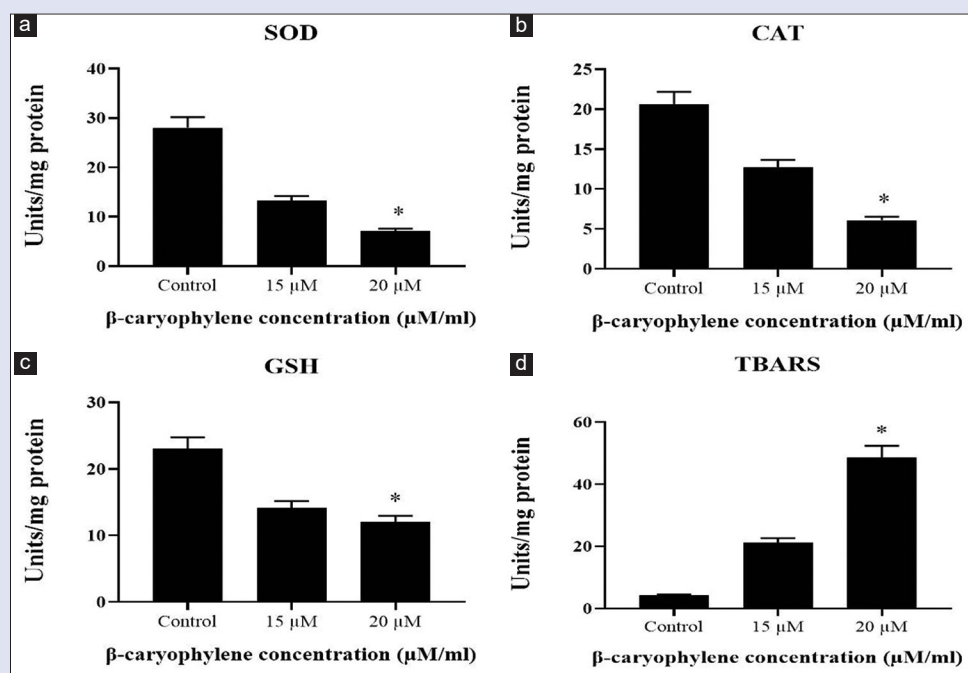 a
SOD
Units/mg protein
40
30
20
10
0
*
Control 15 µM 20 µM
β-caryophylene concentration (µM/ml)
b
CAT
Units/mg protein
25
20
15
10
5
0
*
Control 15 µM 20 µM
β-caryophylene concentration (µM/ml)
c
GSH
Units/mg protein
30
20
10
0
*
Control 15 µM 20 µM
β-caryophylene concentration (µM/ml)
d
TBARS
Units/mg protein
60
40
20
0
*
Control 15 µM 20 µM
β-caryophylene concentration (µM/ml)